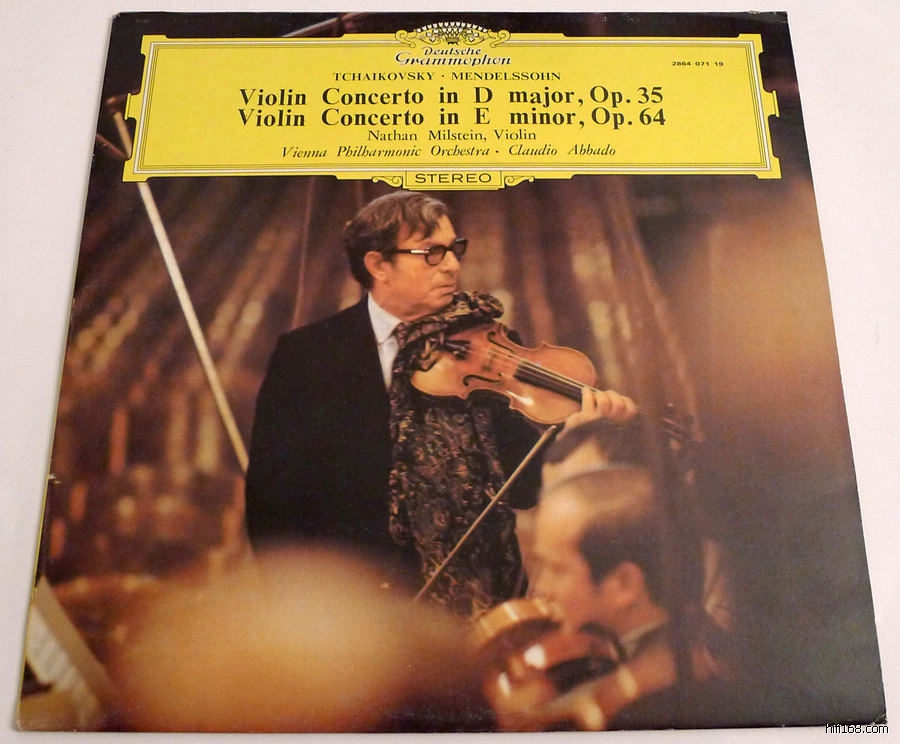 Deutsche
Grammophon
2864 071 19
TCHAIKOVSKY · MENDELSSOHN
Violin Concerto in D major, Op. 35
Violin Concerto in E minor, Op. 64
Nathan Milstein, Violin
Vienna Philharmonic Orchestra · Claudio Abbado
STEREO
hifi168.com